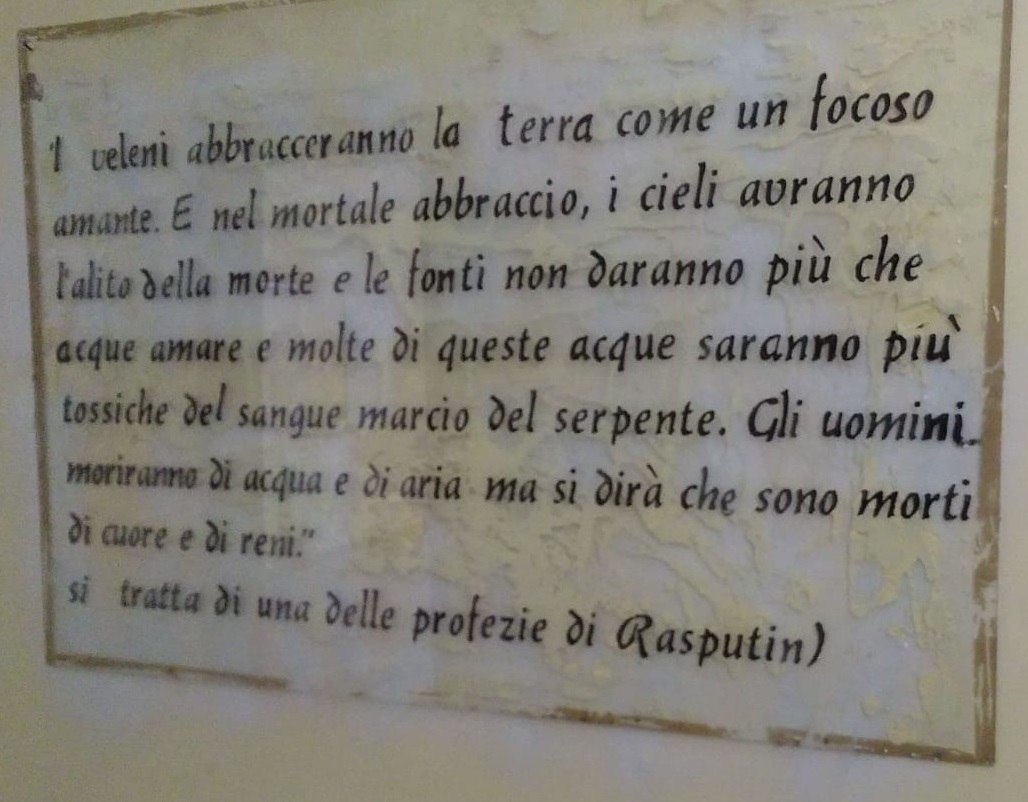 "I veleni abbracceranno la terra come un focoso
amante. E nel mortale abbraccio, i cieli avranno
l'alito della morte e le fonti non daranno più che
acque amare e molte di queste acque saranno più
tossiche del sangue marcio del serpente. Gli uomini
moriranno di acqua e di aria ma si dirà che sono morti
di cuore e di reni."
si tratta di una delle profezie di Rasputin)